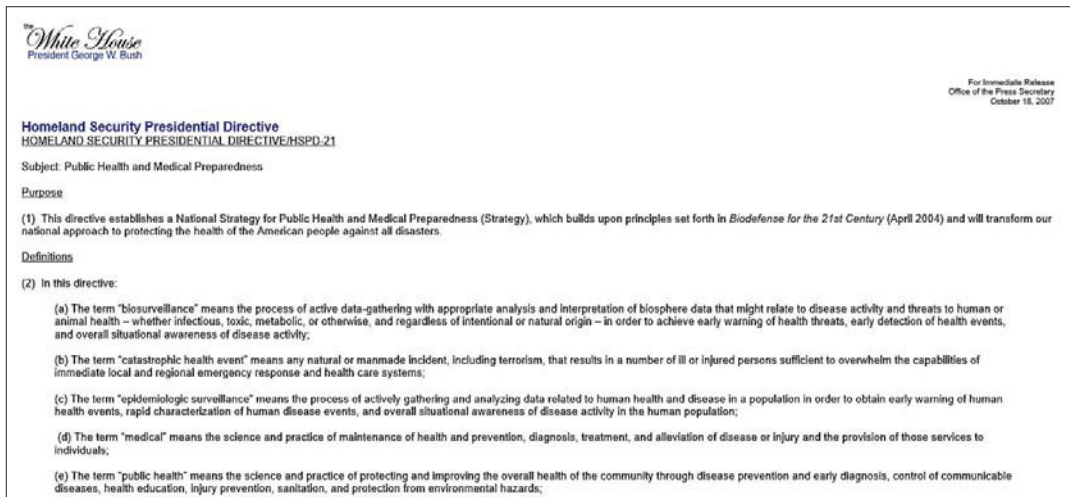 the
White House
President George W. Bush
For Immediate Release
Office of the Press Secretary
October 18, 2007
Homeland Security Presidential Directive
HOMELAND SECURITY PRESIDENTIAL DIRECTIVE/HSPD-21
Subject: Public Health and Medical Preparedness
Purpose
(1) This directive establishes a National Strategy for Public Health and Medical Preparedness (Strategy), which builds upon principles set forth in Biodefense for the 21st Century (April 2004) and will transform our
national approach to protecting the health of the American people against all disasters.
Definitions
(2) In this directive:
(a) The term "biosurveillance" means the process of active data-gathering with appropriate analysis and interpretation of biosphere data that might relate to disease activity and threats to human or
animal health – whether infectious, toxic, metabolic, or otherwise, and regardless of intentional or natural origin – in order to achieve early warning of health threats, early detection of health events,
and overall situational awareness of disease activity;
(b) The term "catastrophic health event" means any natural or manmade incident, including terrorism, that results in a number of ill or injured persons sufficient to overwhelm the capabilities of
immediate local and regional emergency response and health care systems;
(c) The term "epidemiologic surveillance" means the process of actively gathering and analyzing data related to human health and disease in a population in order to obtain early warning of human
health events, rapid characterization of human disease events, and overall situational awareness of disease activity in the human population;
(d) The term "medical" means the science and practice of maintenance of health and prevention, diagnosis, treatment, and alleviation of disease or injury and the provision of those services to
individuals;
(e) The term "public health" means the science and practice of protecting and improving the overall health of the community through disease prevention and early diagnosis, control of communicable
diseases, health education, injury prevention, sanitation, and protection from environmental hazards;